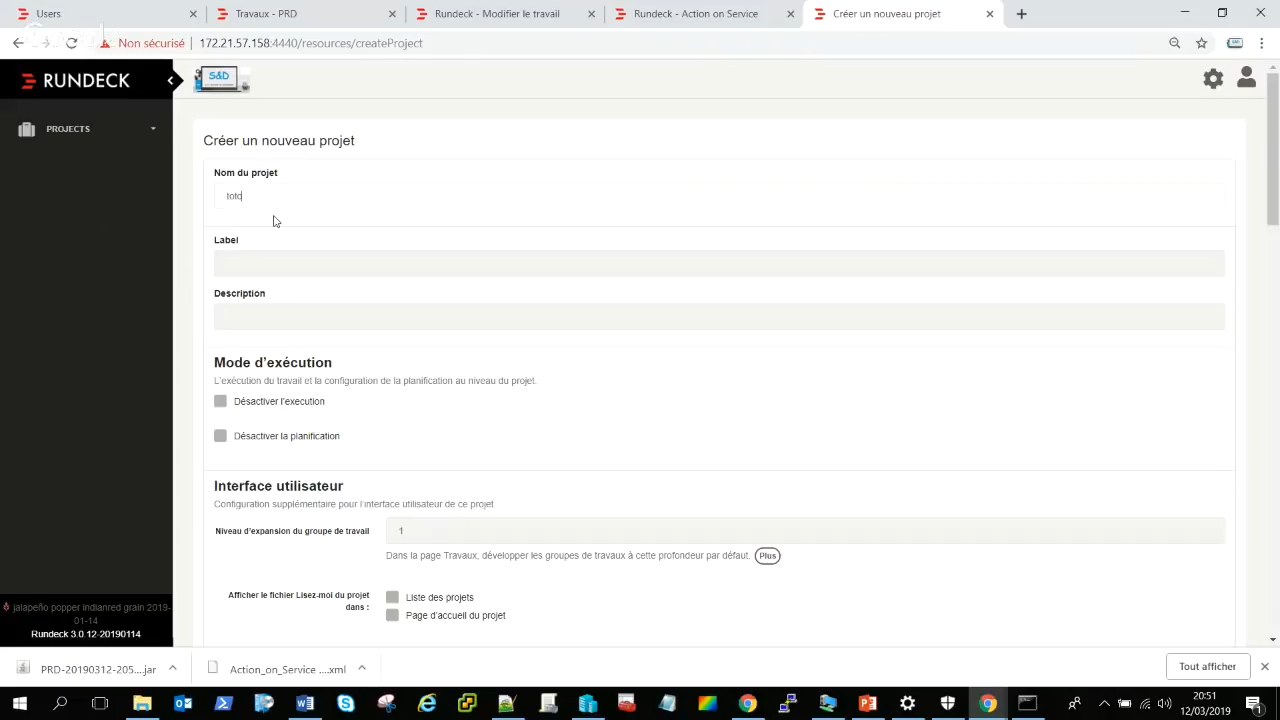 Users
Travaux - PRD
Rundeck - Modifier le travail
Rundeck - Action on Service
Créer un nouveau projet
Non sécurisé
172.21.57.158:4440/resources/createProject
RUNDECK
S&D
PROJECTS
Créer un nouveau projet
Nom du projet
toto
Label
Description
Mode d'exécution
L'exécution du travail et la configuration de la planification au niveau du projet.
Désactiver l'execution
Désactiver la planification
Interface utilisateur
Configuration supplémentaire pour l'interface utilisateur de ce projet
Niveau d'expansion du groupe de travail
1
Dans la page Travaux, développer les groupes de travaux à cette profondeur par défaut.
Plus
Afficher le fichier Lisez-moi du projet
dans :
Liste des projets
Page d'accueil du projet
jalapeño popper indianred grain 2019-
01-14
Rundeck 3.0.12-20190114
PRD-20190312-205....jar
Action_on_Service ....xml
Tout afficher
20:51
12/03/2019